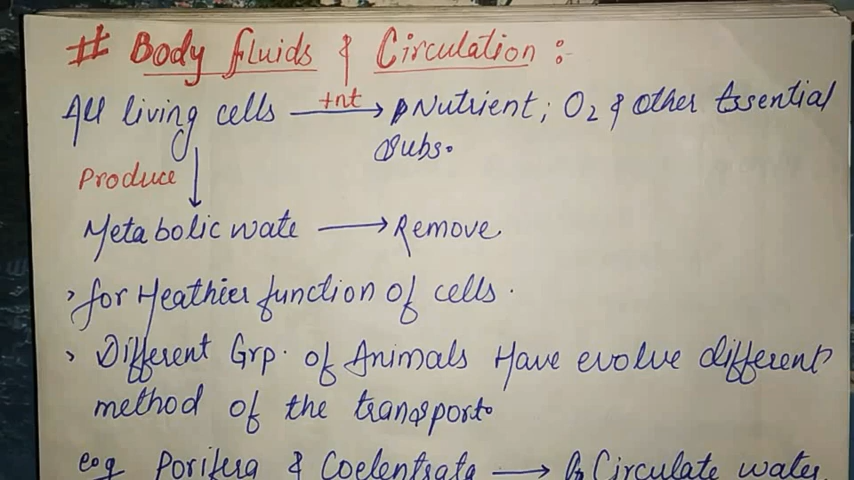 # Body fluids & Circulation :-
All living cells +nt → Nutrient; O2 & Other Essential
Subs.
Produce ↓
Metabolic wate → Remove
> for Heathier function of cells.
> Different Grp. of Animals Have evolve different
method of the transport.
e.g Porifera & Coelentrata → Circulate water